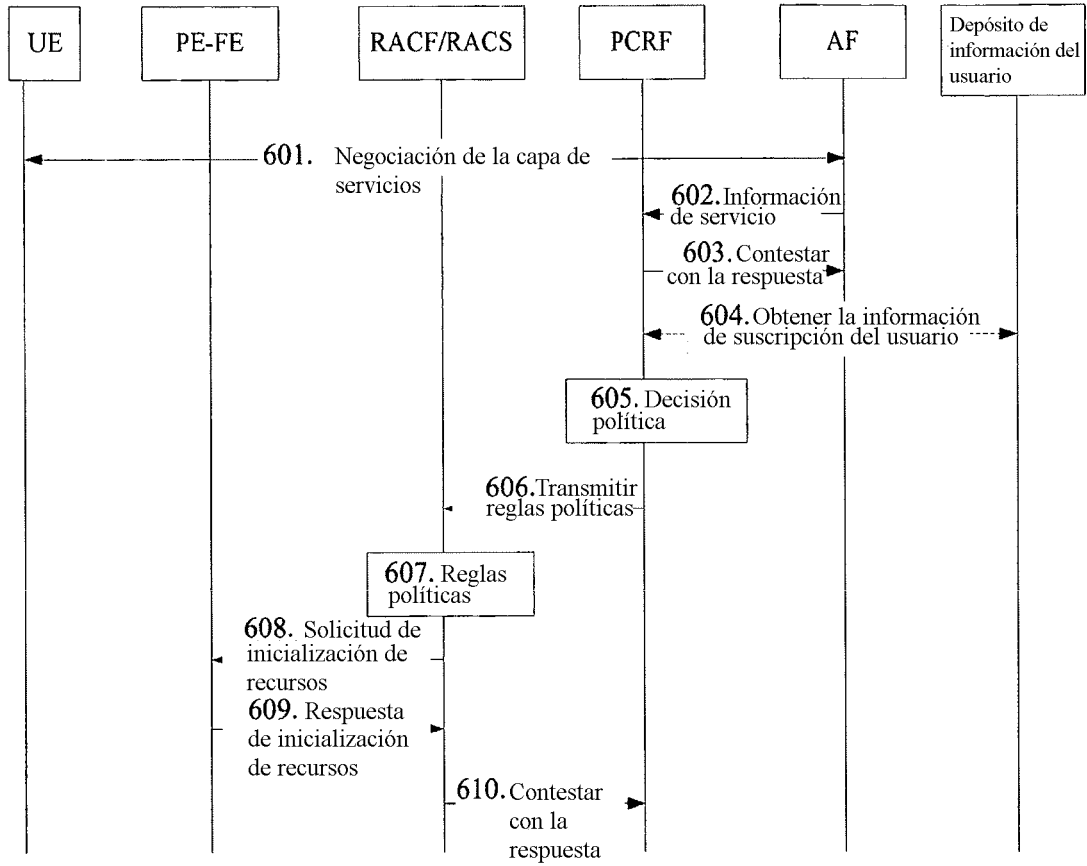 UE
PE-FE
RACF/RACS
PCRF
AF
Depósito de
información del
usuario
601. Negociación de la capa de
servicios
602. Información
de servicio
603. Contestar
con la respuesta
604. Obtener la información
de suscripción del usuario
605. Decisión
política
606. Transmitir
reglas políticas
607. Reglas
políticas
608. Solicitud de
inicialización de
recursos
609. Respuesta
de inicialización
de recursos
610. Contestar
con la
respuesta